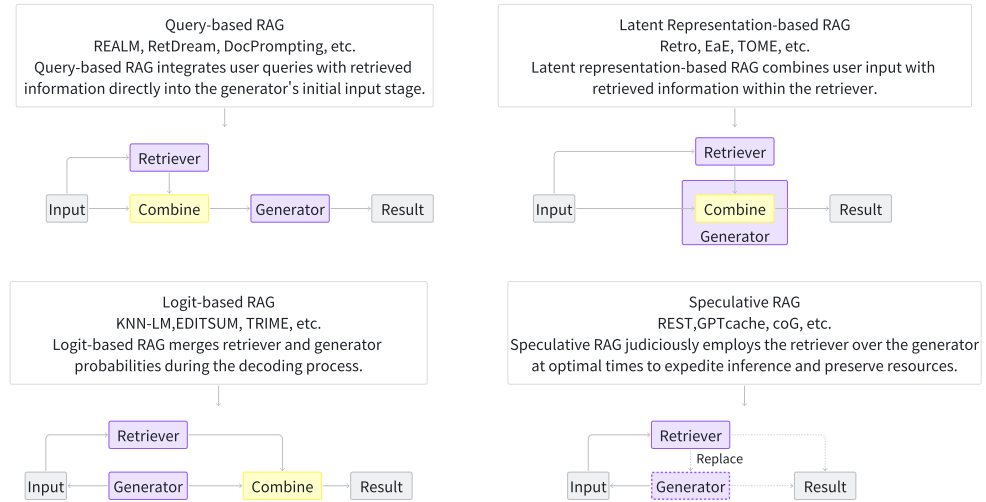 Query-based RAG
REALM, RetDream, DocPrompting, etc.
Query-based RAG integrates user queries with retrieved
information directly into the generator's initial input stage.
Retriever
Input
Combine
Generator
Result
Latent Representation-based RAG
Retro, EaE, TOME, etc.
Latent representation-based RAG combines user input with
retrieved information within the retriever.
Retriever
Input
Combine
Result
Generator
Logit-based RAG
KNN-LM,EDITSUM, TRIME, etc.
Logit-based RAG merges retriever and generator
probabilities during the decoding process.
Retriever
Input
Generator
Combine
Result
Speculative RAG
REST,GPTcache, coG, etc.
Speculative RAG judiciously employs the retriever over the generator
at optimal times to expedite inference and preserve resources.
Retriever
Replace
Input
Generator
Result